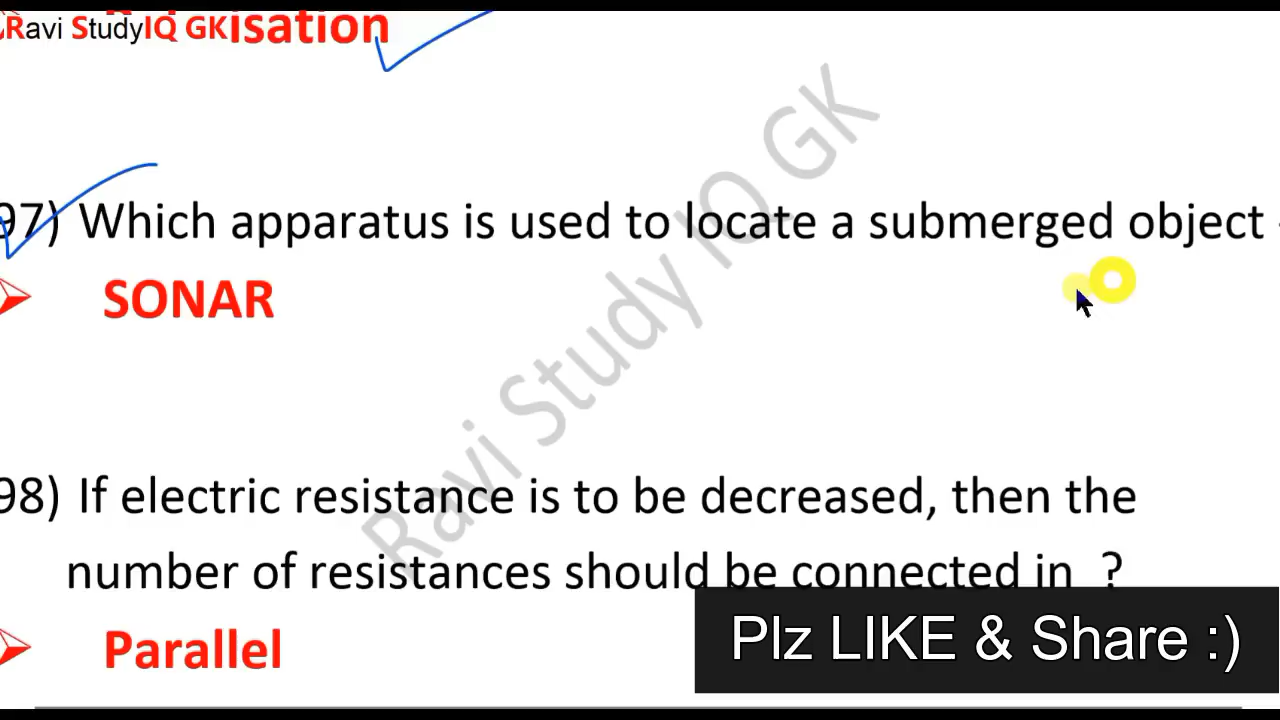 Ravi StudyIQ GK
isation
97) Which apparatus is used to locate a submerged object
SONAR
Ravi Study IQ GK
98) If electric resistance is to be decreased, then the
number of resistances should be connected in ?
Parallel
Plz LIKE & Share :)